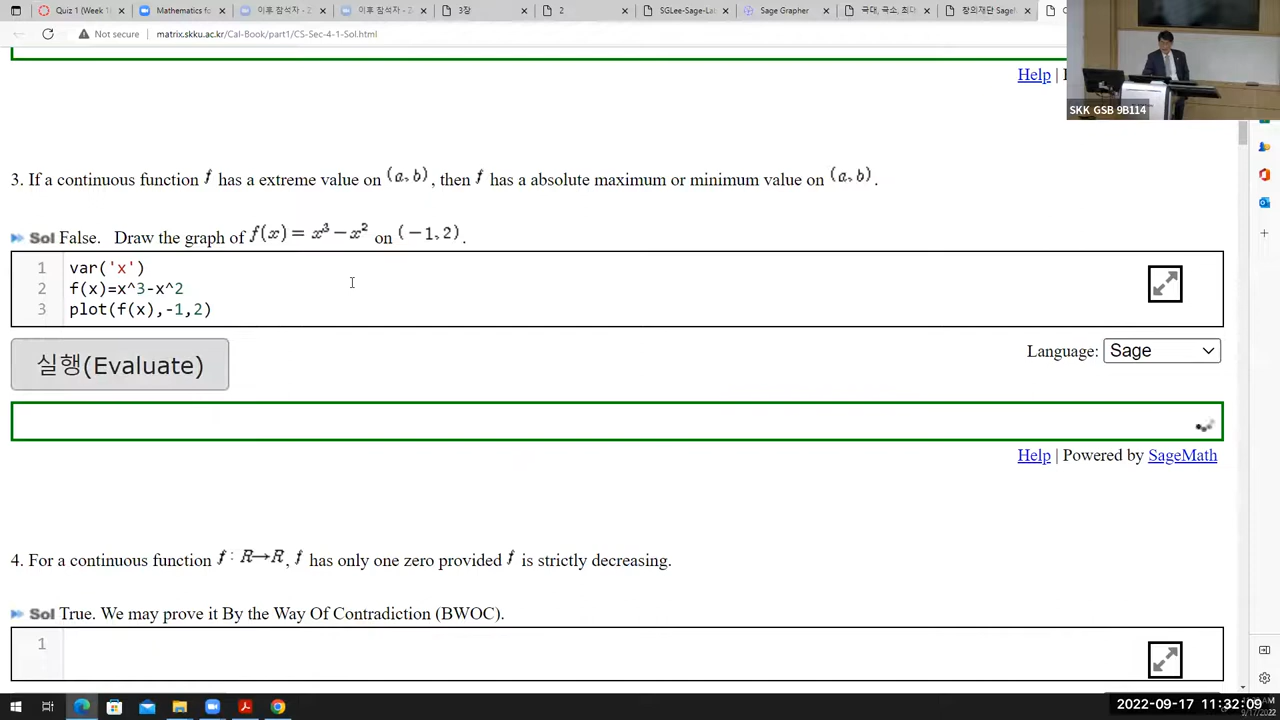 Quiz 1 (Week 1)
Mathematics fo
이후 참석자 - 2
이후 참석자 - 24
3장
2
SGLee-Sage-Lab
Sage Grapher
극대, 극소, 최대
창의재단 Sage
Not secure
matrix.skku.ac.kr/Cal-Book/part1/CS-Sec-4-1-Sol.html
SKK GSB 9B114
Help |
3. If a continuous function f has a extreme value on (a,b), then f has a absolute maximum or minimum value on (a,b).
Sol False. Draw the graph of f(x) = x³ − x² on (−1,2).
1 var('x')
2 f(x)=x^3-x^2
3 plot(f(x),-1,2)
실행(Evaluate)
Language: Sage
Help | Powered by SageMath
4. For a continuous function f : R→R, f has only one zero provided f is strictly decreasing.
Sol True. We may prove it By the Way Of Contradiction (BWOC).
1
2022-09-17 11:32:09